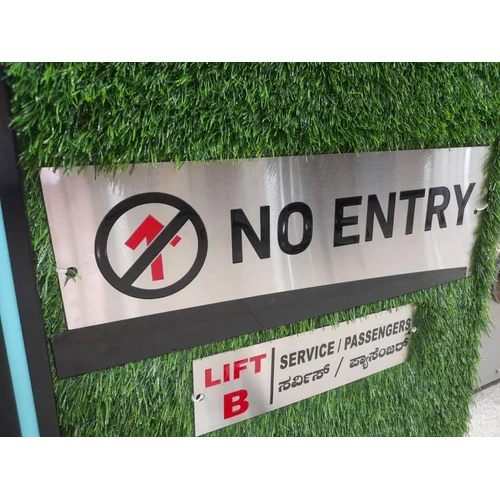 NO ENTRY
LIFT B
SERVICE / PASSENGERS
ಸರ್ವಿಸ್ / ಪ್ಯಾಸೆಂಜರ್